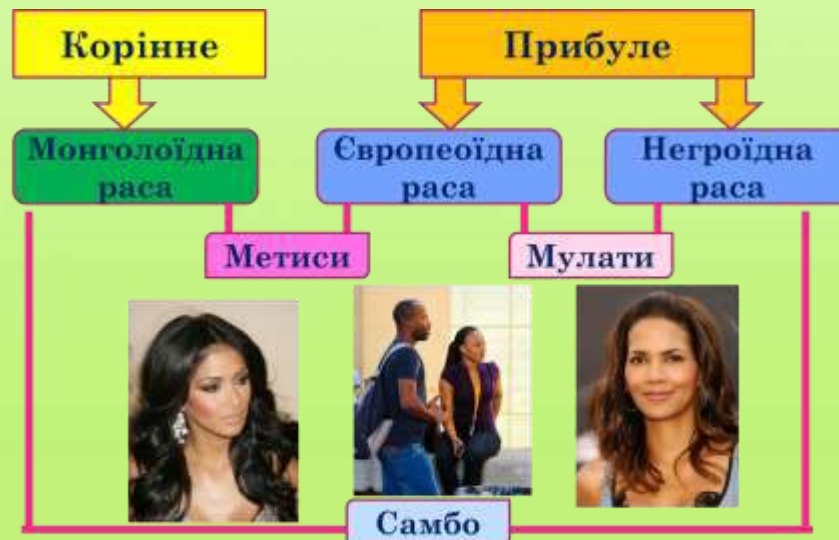 Корінне
Прибуле
Монголоїдна
раса
Європеоїдна
раса
Негроїдна
раса
Метиси
Мулати
Самбо